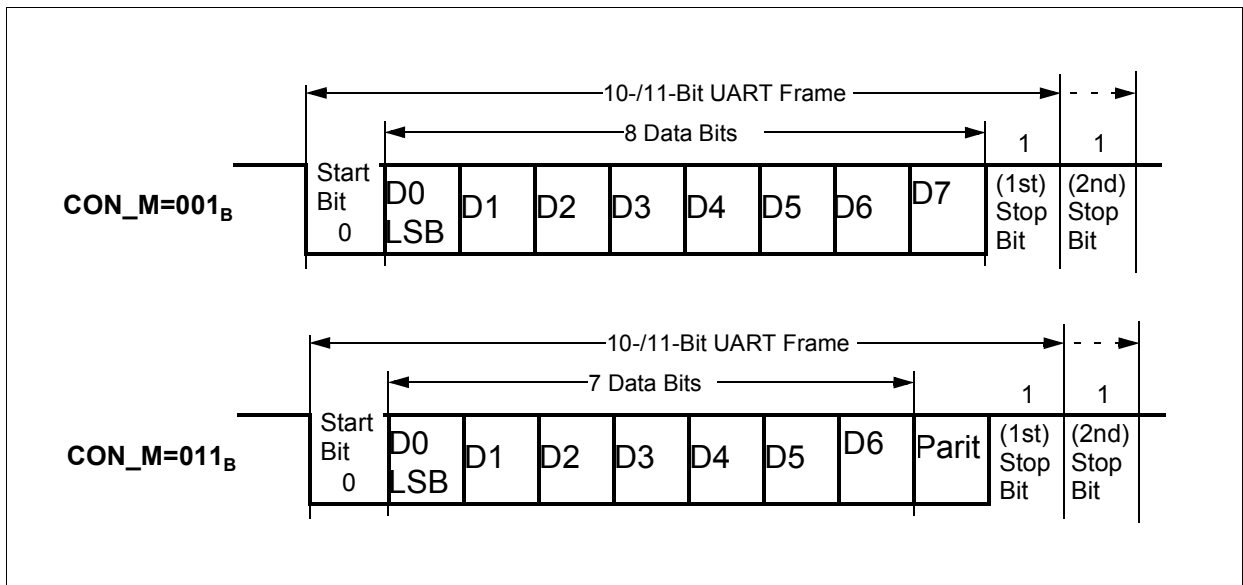 10-/11-Bit UART Frame
8 Data Bits
1
1
CON_M=001B
Start
Bit
0
D0
LSB
D1
D2
D3
D4
D5
D6
D7
(1st)
Stop
Bit
(2nd)
Stop
Bit
10-/11-Bit UART Frame
7 Data Bits
1
1
CON_M=011B
Start
Bit
0
D0
LSB
D1
D2
D3
D4
D5
D6
Parit
(1st)
Stop
Bit
(2nd)
Stop
Bit